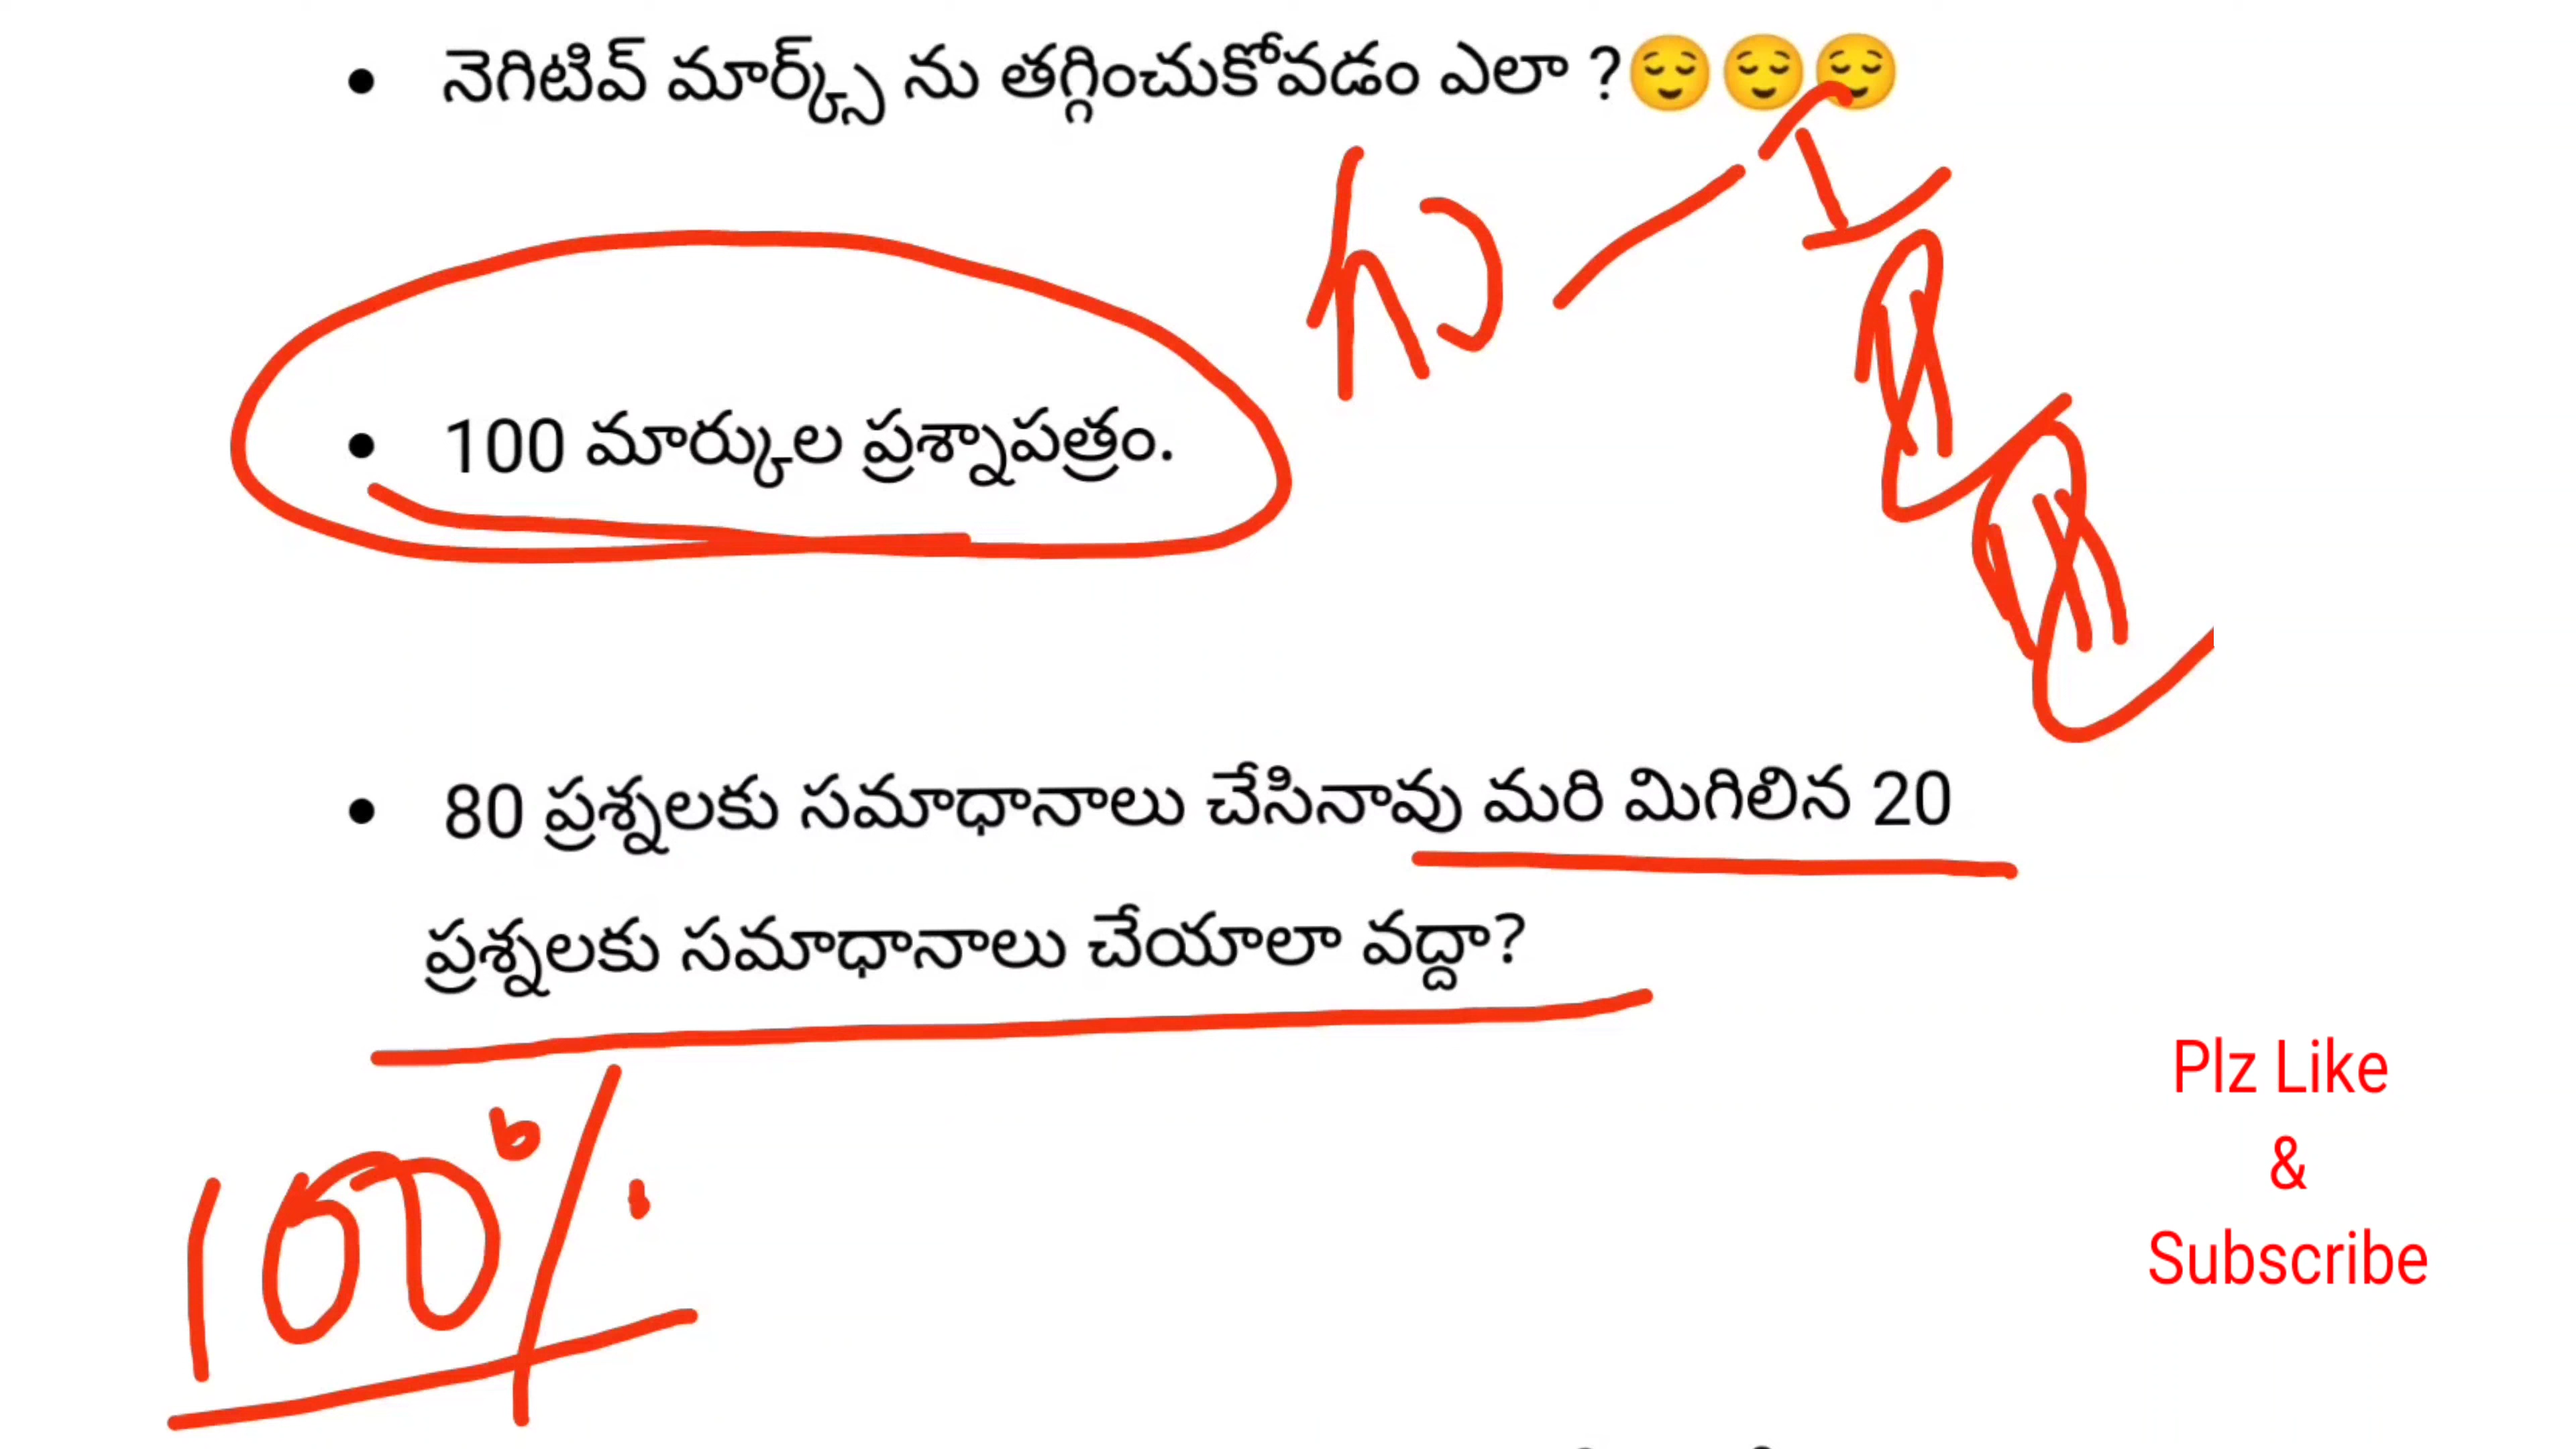 • నెగిటివ్ మార్క్స్ ను తగ్గించుకోవడం ఎలా ?😌😌😌
• 100 మార్కుల ప్రశ్నాపత్రం.
• 80 ప్రశ్నలకు సమాధానాలు చేసినావు మరి మిగిలిన 20
ప్రశ్నలకు సమాధానాలు చేయాలా వద్దా?
100%
Plz Like
&
Subscribe